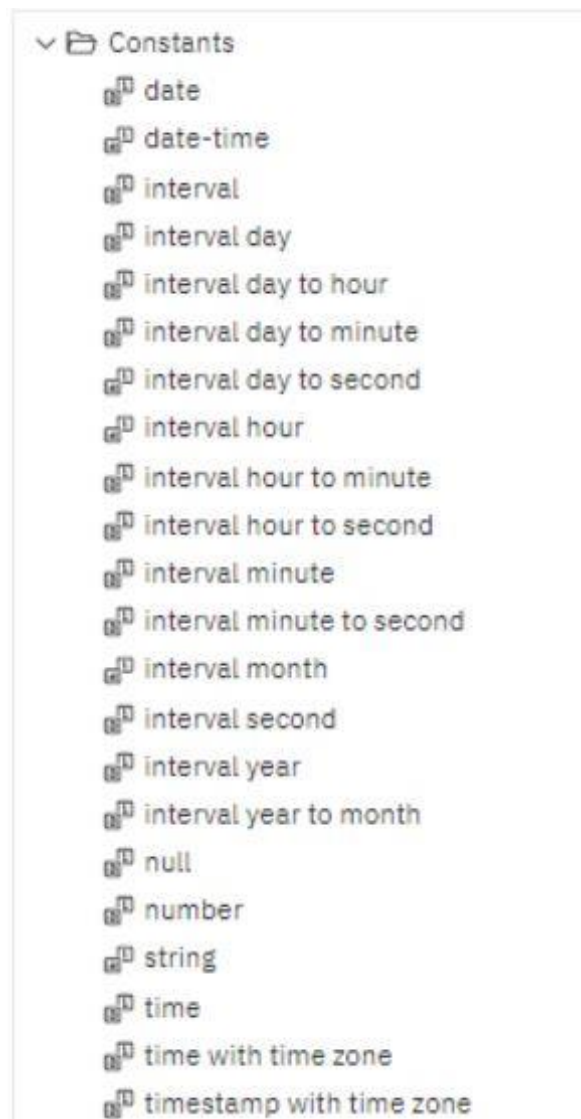 Constants
date
date-time
interval
interval day
interval day to hour
interval day to minute
interval day to second
interval hour
interval hour to minute
interval hour to second
interval minute
interval minute to second
interval month
interval second
interval year
interval year to month
null
number
string
time
time with time zone
timestamp with time zone